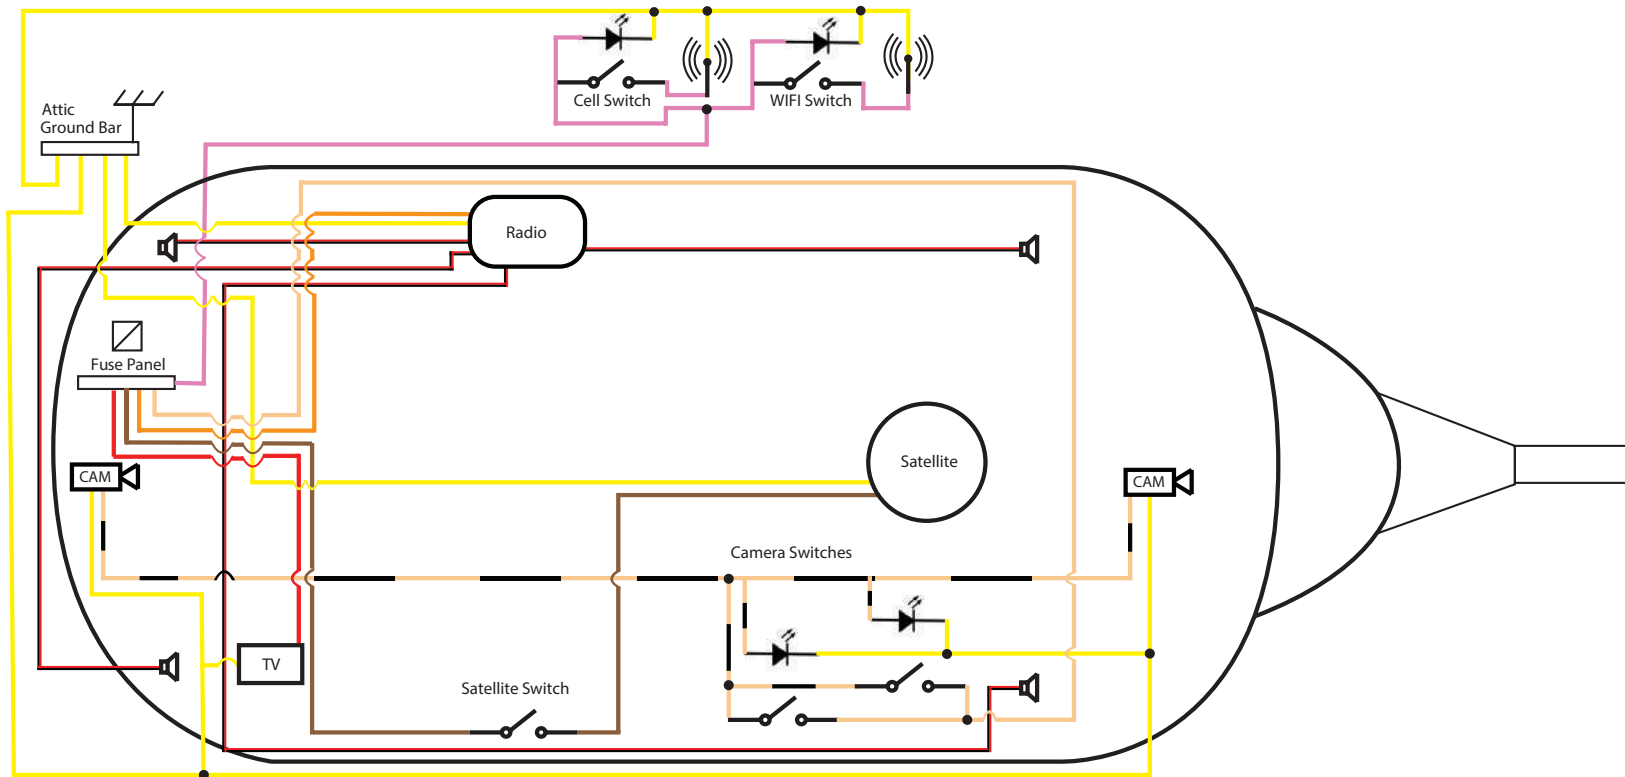 Cell Switch
WIFI Switch
Attic
Ground Bar
Radio
Fuse Panel
CAM
Satellite
CAM
Camera Switches
TV
Satellite Switch